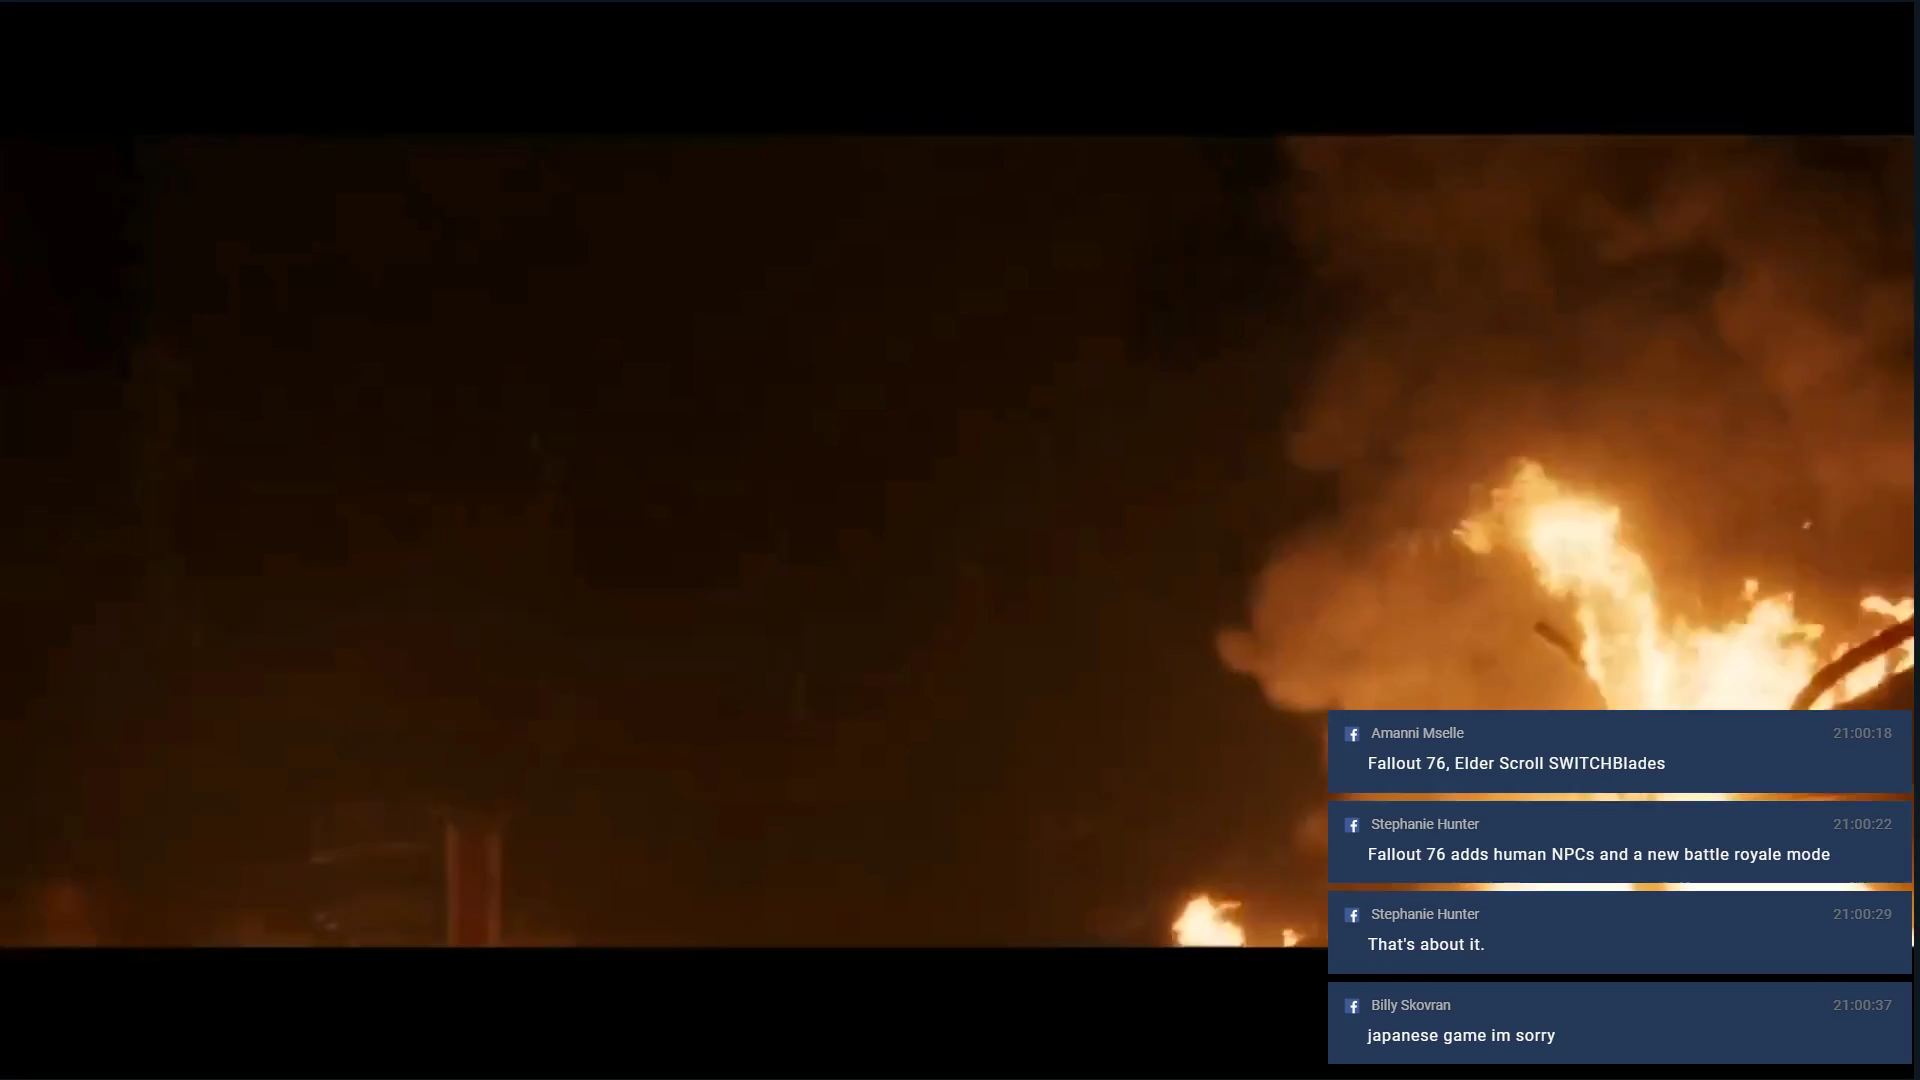 Amanni Mselle 21:00:18
Fallout 76, Elder Scroll SWITCHBlades
Stephanie Hunter 21:00:22
Fallout 76 adds human NPCs and a new battle royale mode
Stephanie Hunter 21:00:29
That's about it.
Billy Skovran 21:00:37
japanese game im sorry